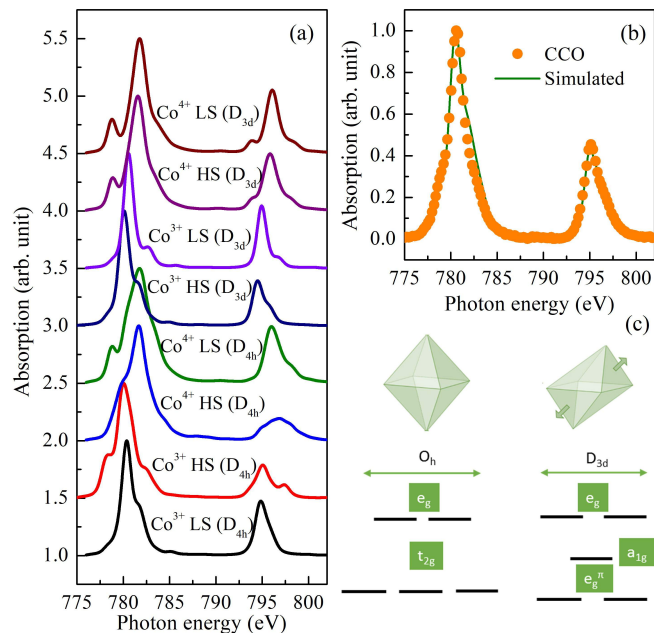 (a)
5.5
5.0
4.5
4.0
3.5
3.0
2.5
2.0
1.5
1.0
Absorption (arb. unit)
Co⁴⁺ LS (D₃d)
Co⁴⁺ HS (D₃d)
Co³⁺ LS (D₃d)
Co³⁺ HS (D₃d)
Co⁴⁺ LS (D₄h)
Co⁴⁺ HS (D₄h)
Co³⁺ HS (D₄h)
Co³⁺ LS (D₄h)
775 780 785 790 795 800
Photon energy (eV)
(b)
1.0
0.8
0.6
0.4
0.2
0.0
Absorption (arb. unit)
CCO
Simulated
775 780 785 790 795 800
Photon energy (eV)
(c)
Oh D₃d
eg eg
t₂g a₁g
egπ